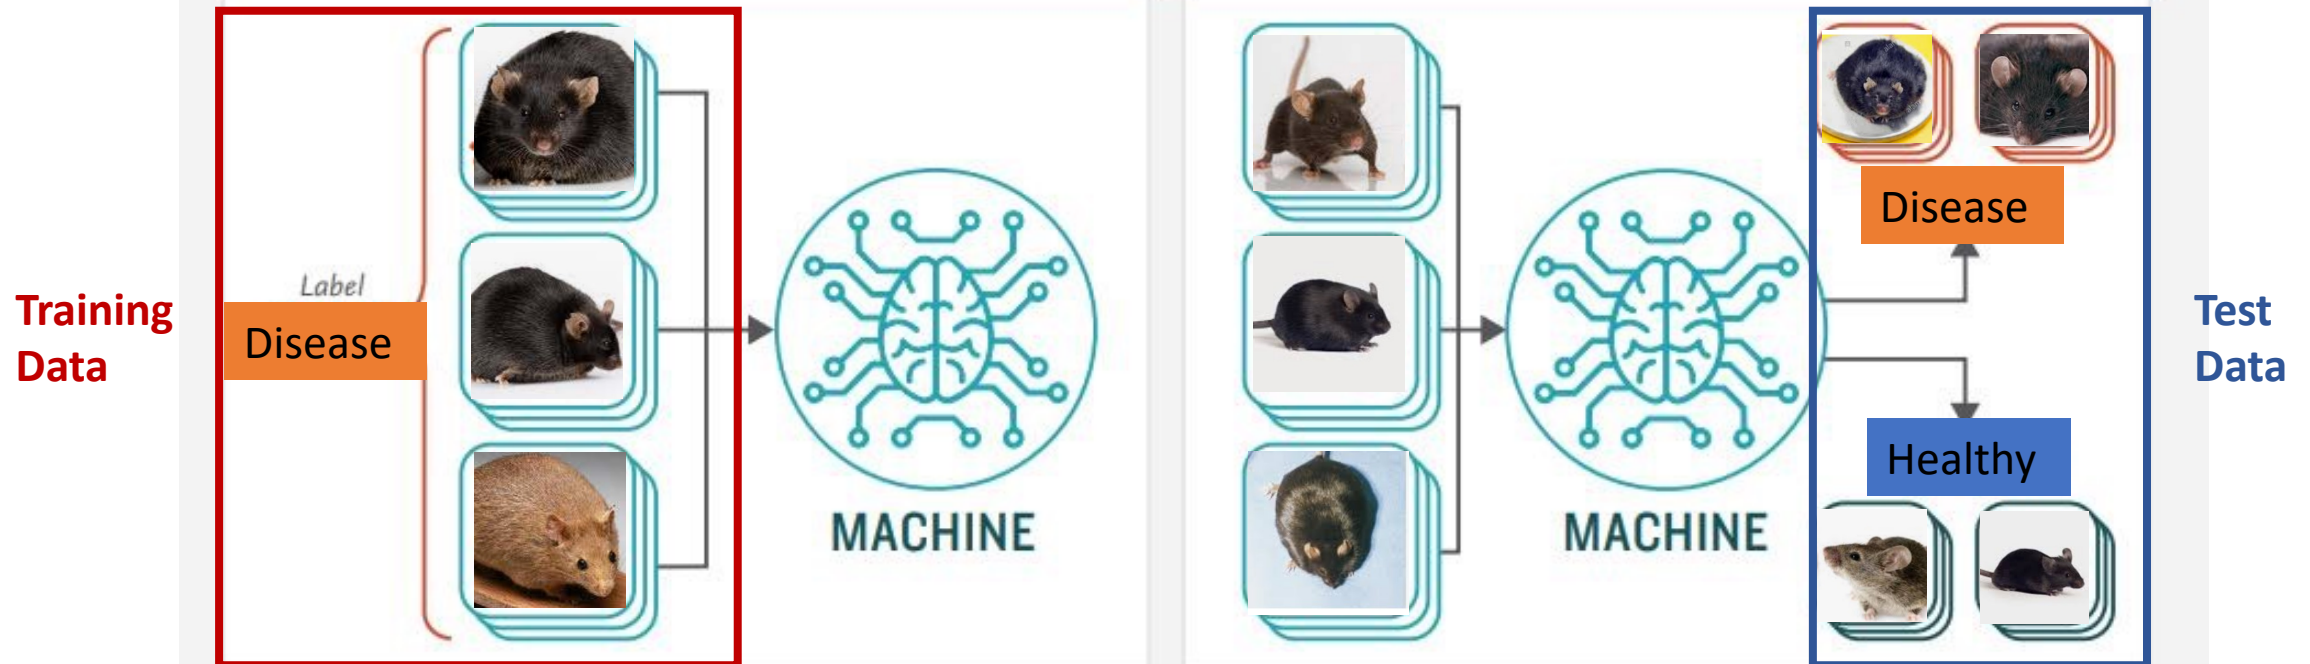 Training
Data
Label
Disease
MACHINE
MACHINE
Disease
Healthy
Test
Data